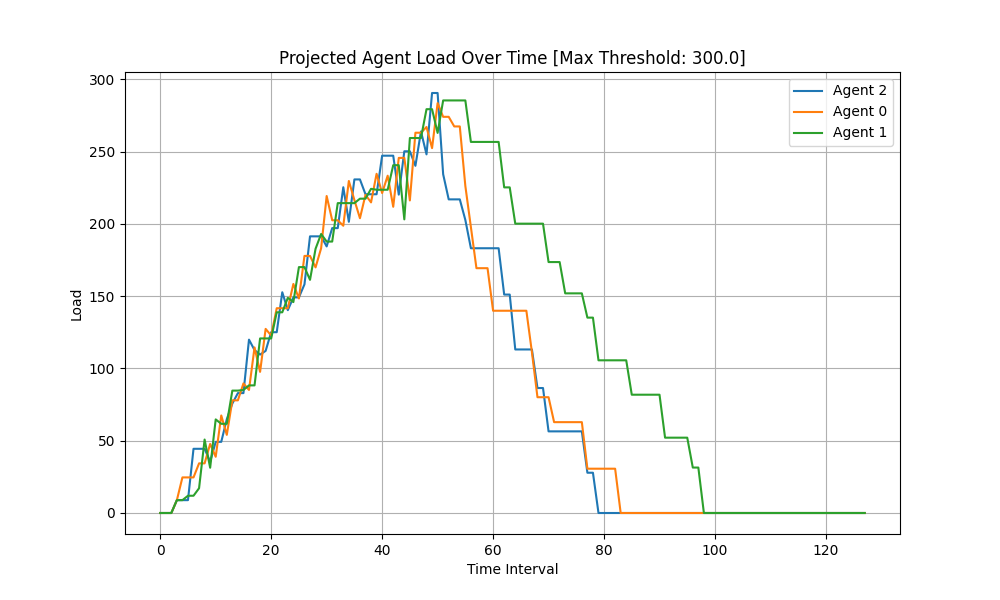 Projected Agent Load Over Time [Max Threshold: 300.0]
300
250
200
150
100
50
0
Load
Agent 2
Agent 0
Agent 1
0 20 40 60 80 100 120
Time Interval